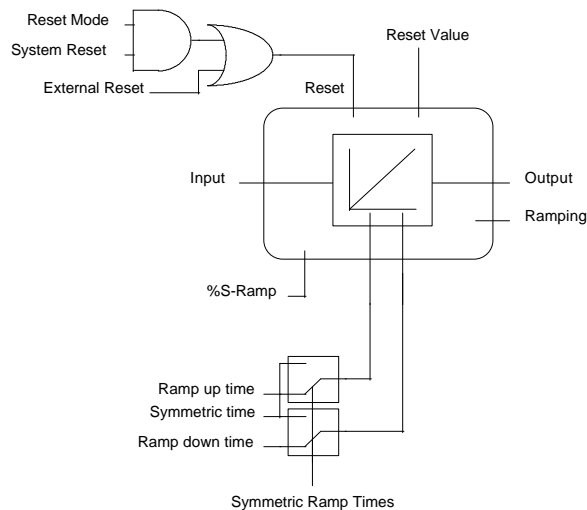 Reset Mode
System Reset
External Reset
Reset Value
Reset
Input
Output
Ramping
%S-Ramp
Ramp up time
Symmetric time
Ramp down time
Symmetric Ramp Times